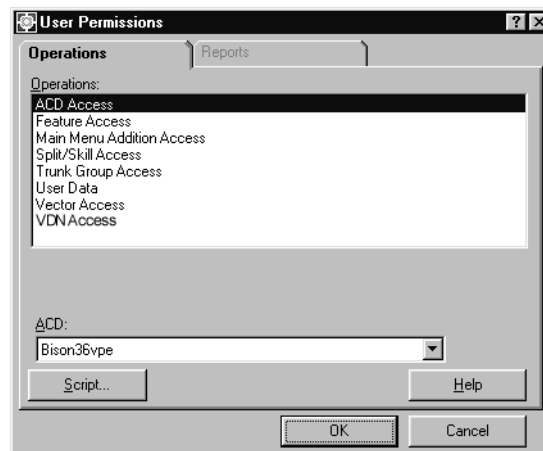 User Permissions
Operations
Reports
Operations:
ACD Access
Feature Access
Main Menu Addition Access
Split/Skill Access
Trunk Group Access
User Data
Vector Access
VDN Access
ACD:
Bison36vpe
Script...
Help
OK
Cancel